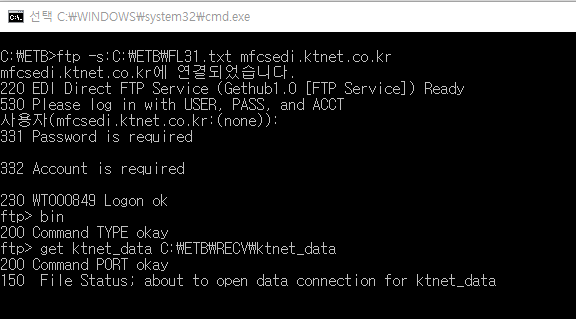 선택 C:₩WINDOWS₩system32₩cmd.exe
C:₩ETB>ftp -s:C:₩ETB₩FL31.txt mfcsedi.ktnet.co.kr
mfcsedi.ktnet.co.kr에 연결되었습니다.
220 EDI Direct FTP Service (Gethub1.0 [FTP Service]) Ready
530 Please log in with USER, PASS, and ACCT
사용자(mfcsedi.ktnet.co.kr:(none)):
331 Password is required
332 Account is required
230 WT000849 Logon ok
ftp> bin
200 Command TYPE okay
ftp> get ktnet_data C:₩ETB₩RECV₩ktnet_data
200 Command PORT okay
150  File Status; about to open data connection for ktnet_data